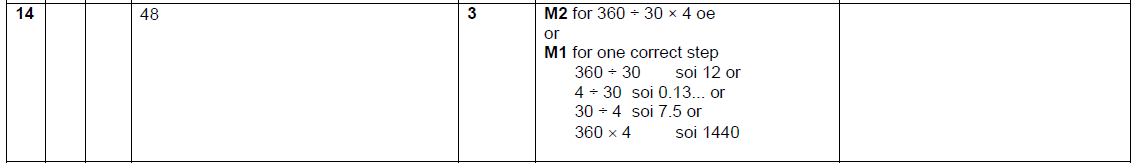 14 48 3 M2 for 360 ÷ 30 × 4 oe
or
M1 for one correct step
360 ÷ 30 soi 12 or
4 ÷ 30 soi 0.13... or
30 ÷ 4 soi 7.5 or
360 × 4 soi 1440